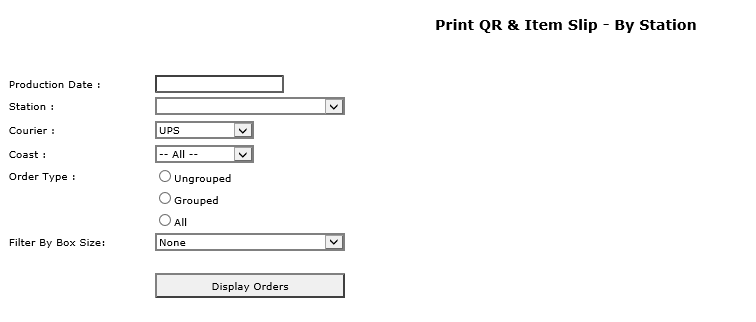 Print QR & Item Slip - By Station
Production Date :
Station :
Courier : UPS
Coast : -- All --
Order Type : Ungrouped
Grouped
All
Filter By Box Size: None
Display Orders